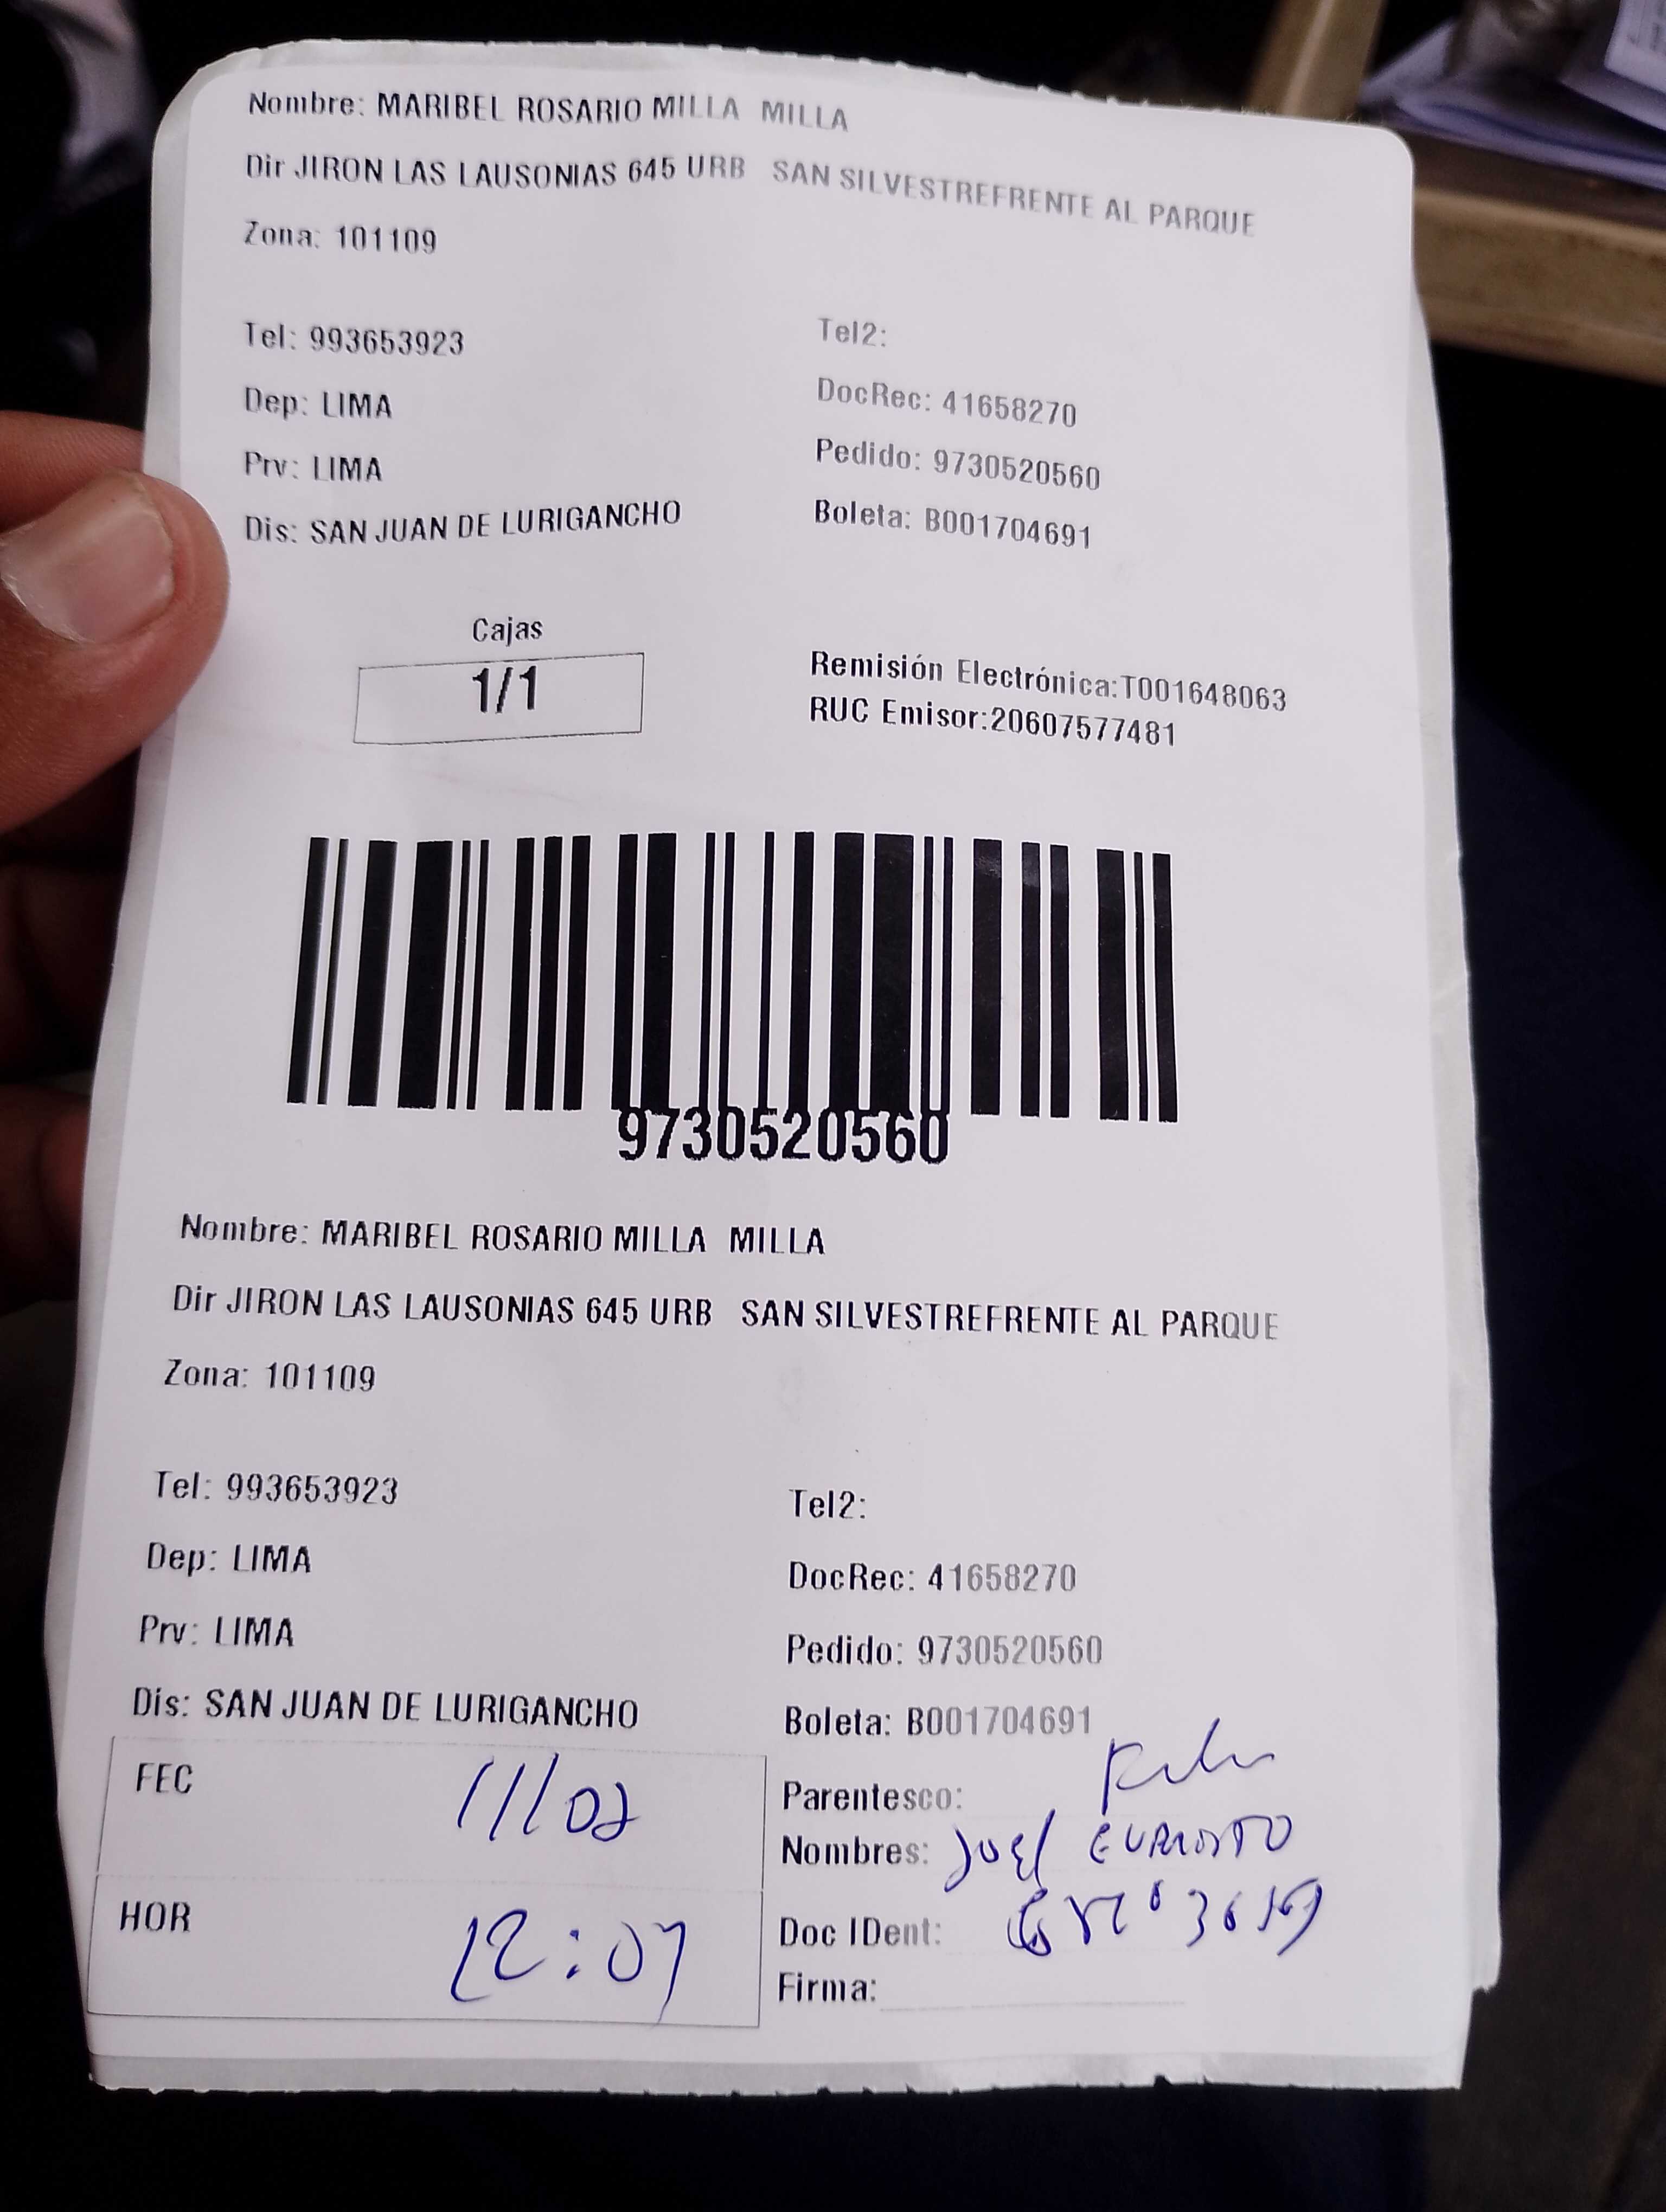 Nombre: MARIBEL ROSARIO MILLA MILLA
Dir JIRON LAS LAUSONIAS 645 URB SAN SILVESTREFRENTE AL PARQUE
Zona: 101109
Tel: 993653923
Tel2:
Dep: LIMA
DocRec: 41658270
Prv: LIMA
Pedido: 9730520560
Dis: SAN JUAN DE LURIGANCHO
Boleta: B001704691
Cajas
1/1
Remisión Electrónica:T001648063
RUC Emisor:20607577481
9730520560
Nombre: MARIBEL ROSARIO MILLA MILLA
Dir JIRON LAS LAUSONIAS 645 URB SAN SILVESTREFRENTE AL PARQUE
Zona: 101109
Tel: 993653923
Tel2:
Dep: LIMA
DocRec: 41658270
Prv: LIMA
Pedido: 9730520560
Dis: SAN JUAN DE LURIGANCHO
Boleta: B001704691
FEC 11/02
Parentesco:
Nombres: Joel
HOR 12:07
Doc IDent:
Firma: